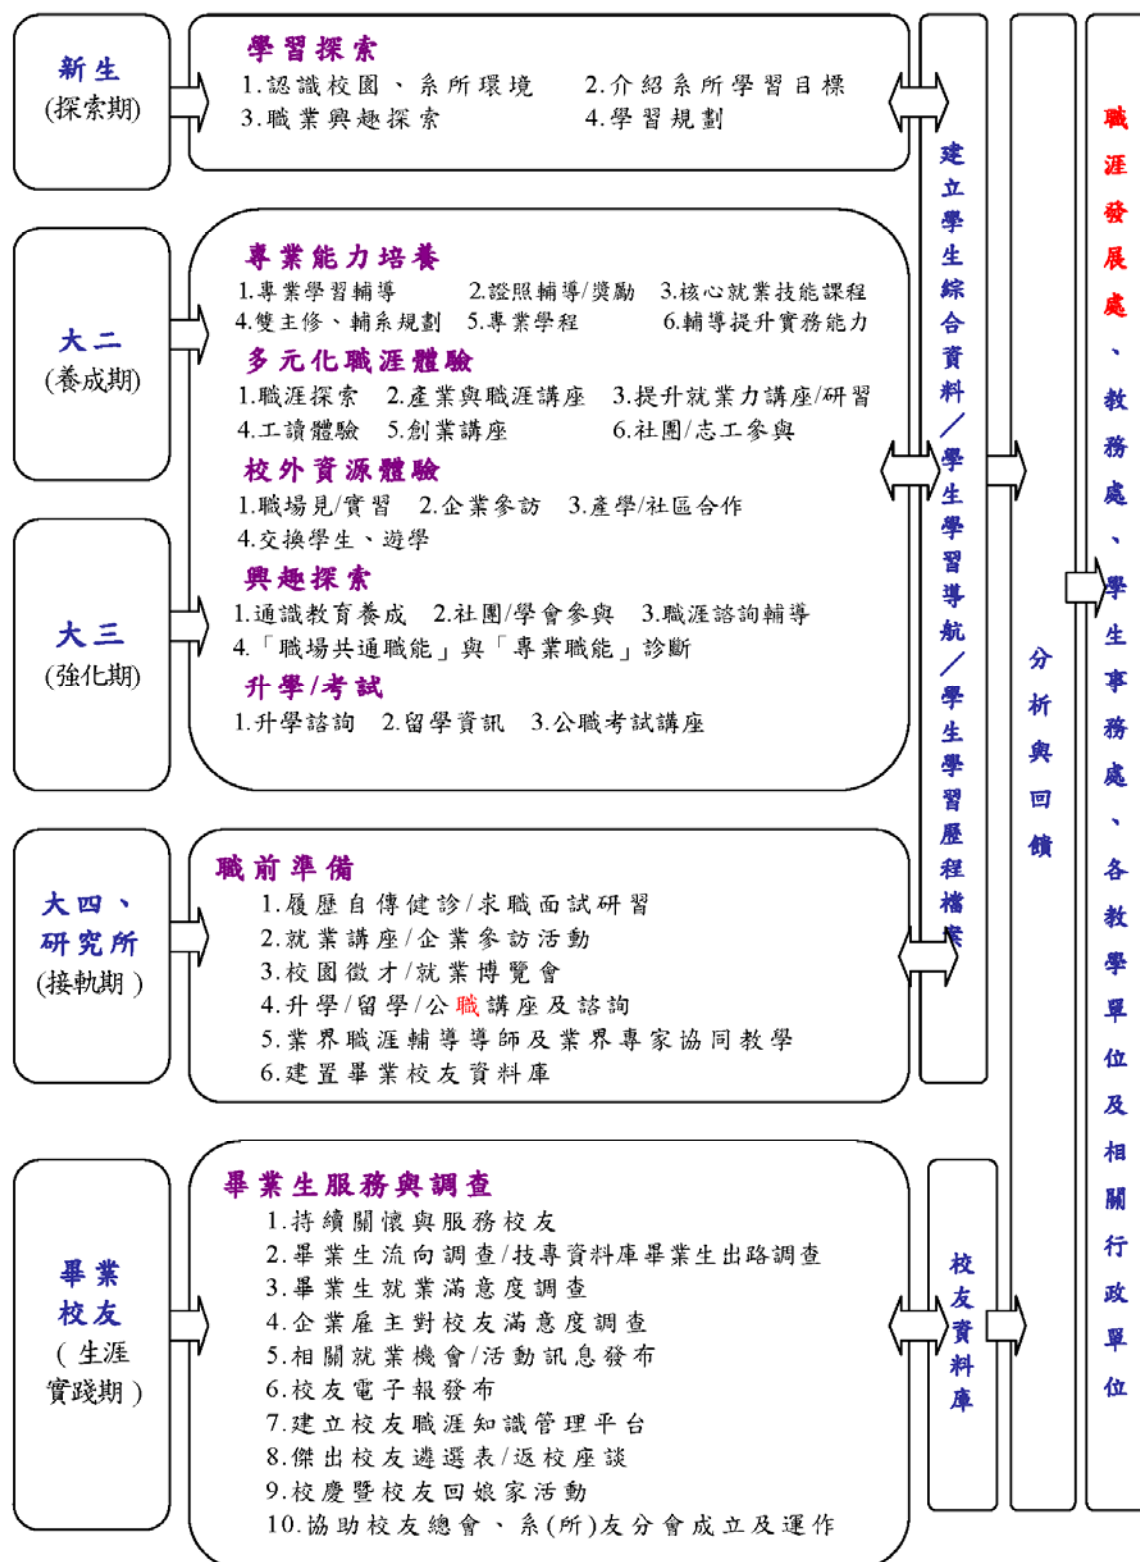 新生
(探索期)
學習探索
1.認識校園、系所環境 2.介紹系所學習目標
3.職業興趣探索 4.學習規劃
大二
(養成期)
大三
(強化期)
專業能力培養
1.專業學習輔導 2.證照輔導/獎勵 3.核心就業技能課程
4.雙主修、輔系規劃 5.專業學程 6.輔導提升實務能力
多元化職涯體驗
1.職涯探索 2.產業與職涯講座 3.提升就業力講座/研習
4.工讀體驗 5.創業講座 6.社團/志工參與
校外資源體驗
1.職場見/實習 2.企業參訪 3.產學/社區合作
4.交換學生、遊學
興趣探索
1.通識教育養成 2.社團/學會參與 3.職涯諮詢輔導
4.「職場共通職能」與「專業職能」診斷
升學/考試
1.升學諮詢 2.留學資訊 3.公職考試講座
大四、
研究所
(接軌期)
職前準備
1.履歷自傳健診/求職面試研習
2.就業講座/企業參訪活動
3.校園徵才/就業博覽會
4.升學/留學/公職講座及諮詢
5.業界職涯輔導導師及業界專家協同教學
6.建置畢業校友資料庫
畢業
校友
(生涯
實踐期)
畢業生服務與調查
1.持續關懷與服務校友
2.畢業生流向調查/技專資料庫畢業生出路調查
3.畢業生就業滿意度調查
4.企業雇主對校友滿意度調查
5.相關就業機會/活動訊息發布
6.校友電子報發布
7.建立校友職涯知識管理平台
8.傑出校友遴選表/返校座談
9.校慶暨校友回娘家活動
10.協助校友總會、系(所)友分會成立及運作
建立學生綜合資料/學生學習導航/學生學習歷程檔案
校友資料庫
分析與回饋
職涯發展處、教務處、學生事務處、各教學單位及相關行政單位